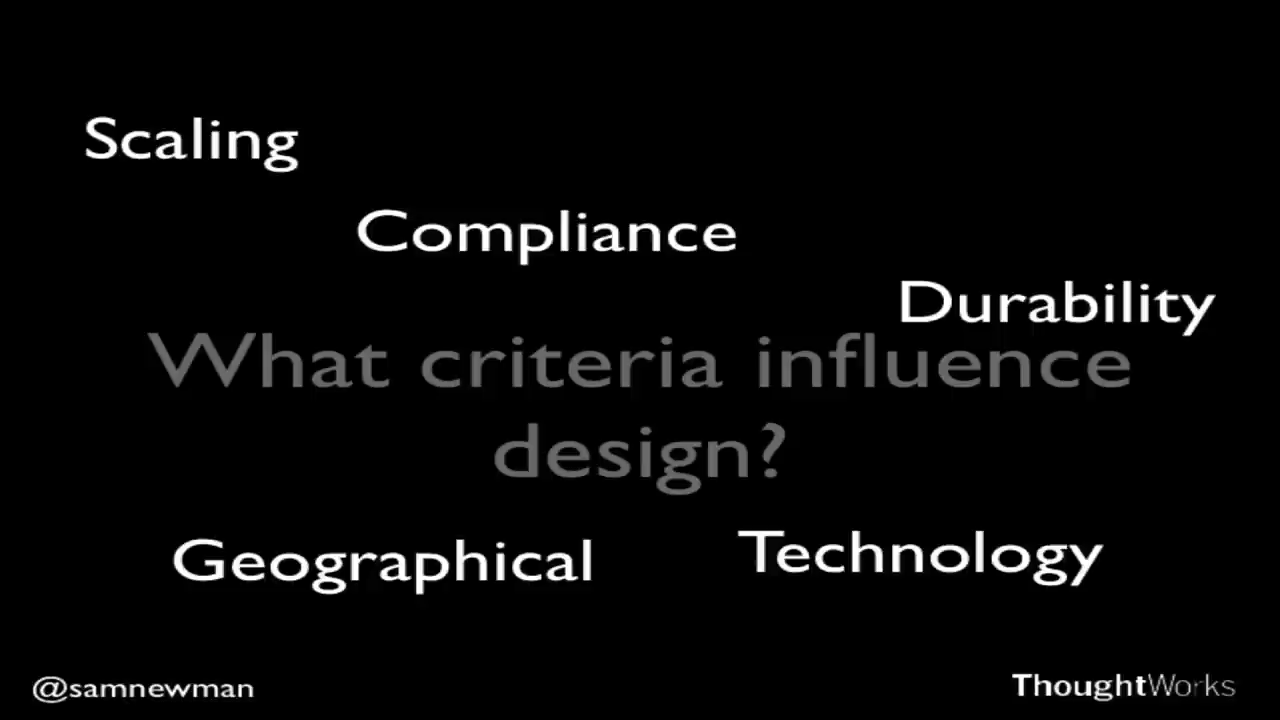 Scaling
Compliance
Durability
What criteria influence
design?
Geographical
Technology
@samnewman
ThoughtWorks